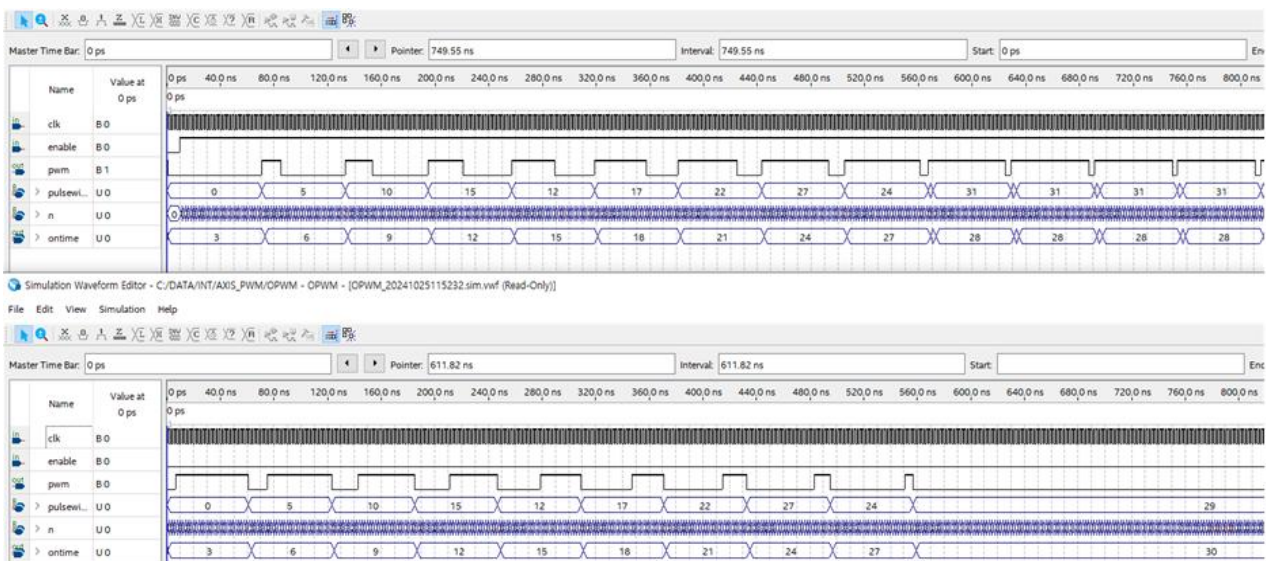 Master Time Bar: 0 ps Pointer: 749.55 ns Interval: 749.55 ns Start: 0 ps En
Name Value at 0 ps 0 ps 40.0 ns 80.0 ns 120.0 ns 160.0 ns 200.0 ns 240.0 ns 280.0 ns 320.0 ns 360.0 ns 400.0 ns 440.0 ns 480.0 ns 520.0 ns 560.0 ns 600.0 ns 640.0 ns 680.0 ns 720.0 ns 760.0 ns 800.0 ns
0 ps
clk B 0
enable B 0
pwm B 1
pulsewi... U 0 0 5 10 15 12 17 22 27 24 31 31 31 31
n U 0 0
ontime U 0 3 6 9 12 15 18 21 24 27 28 28 28 28
Simulation Waveform Editor - C:/DATA/INT/AXIS_PWM/OPWM - OPWM - [OPWM_20241025115232.sim.vwf (Read-Only)]
File Edit View Simulation Help
Master Time Bar: 0 ps Pointer: 611.82 ns Interval: 611.82 ns Start: End
Name Value at 0 ps 0 ps 40.0 ns 80.0 ns 120.0 ns 160.0 ns 200.0 ns 240.0 ns 280.0 ns 320.0 ns 360.0 ns 400.0 ns 440.0 ns 480.0 ns 520.0 ns 560.0 ns 600.0 ns 640.0 ns 680.0 ns 720.0 ns 760.0 ns 800.0 ns
0 ps
clk B 0
enable B 0
pwm B 0
pulsewi... U 0 0 5 10 15 12 17 22 27 24 29
n U 0
ontime U 0 3 6 9 12 15 18 21 24 27 30